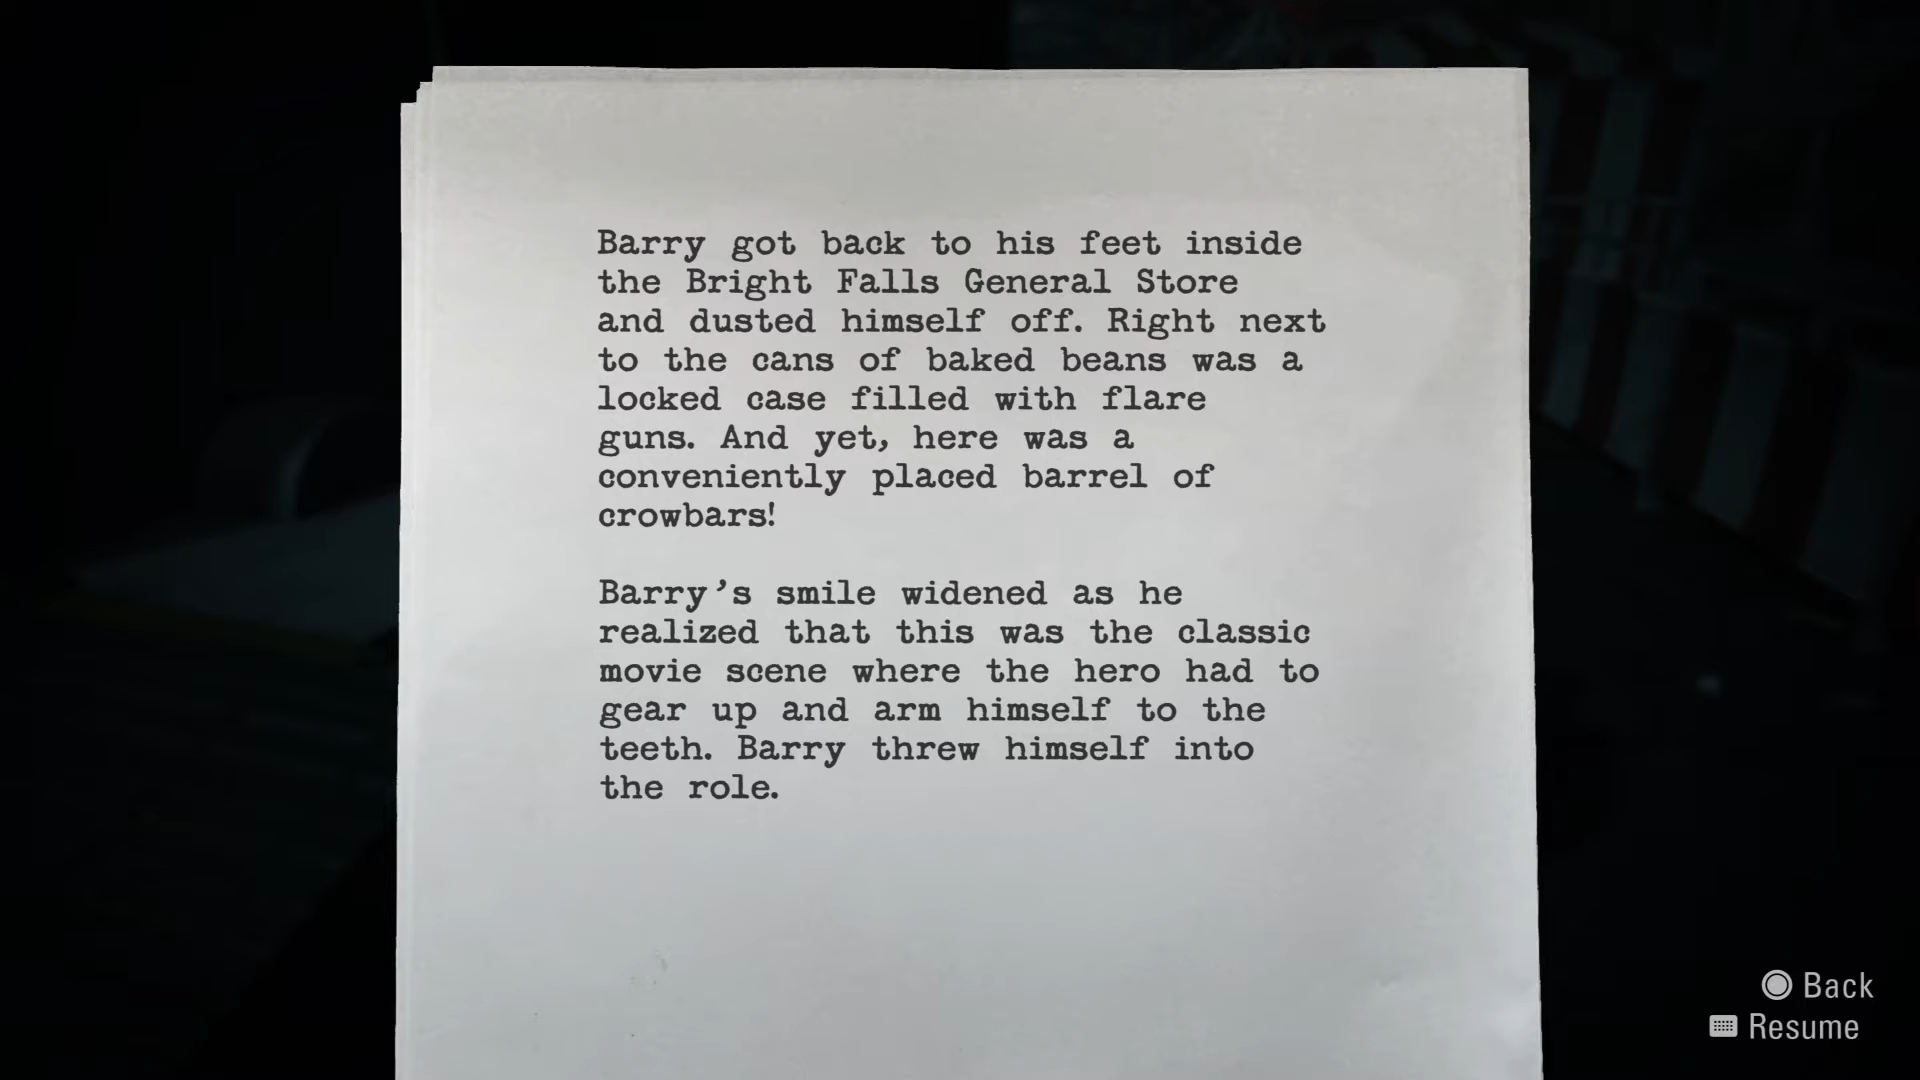 Barry got back to his feet inside
the Bright Falls General Store
and dusted himself off. Right next
to the cans of baked beans was a
locked case filled with flare
guns. And yet, here was a
conveniently placed barrel of
crowbars!
Barry’s smile widened as he
realized that this was the classic
movie scene where the hero had to
gear up and arm himself to the
teeth. Barry threw himself into
the role.
Back
Resume